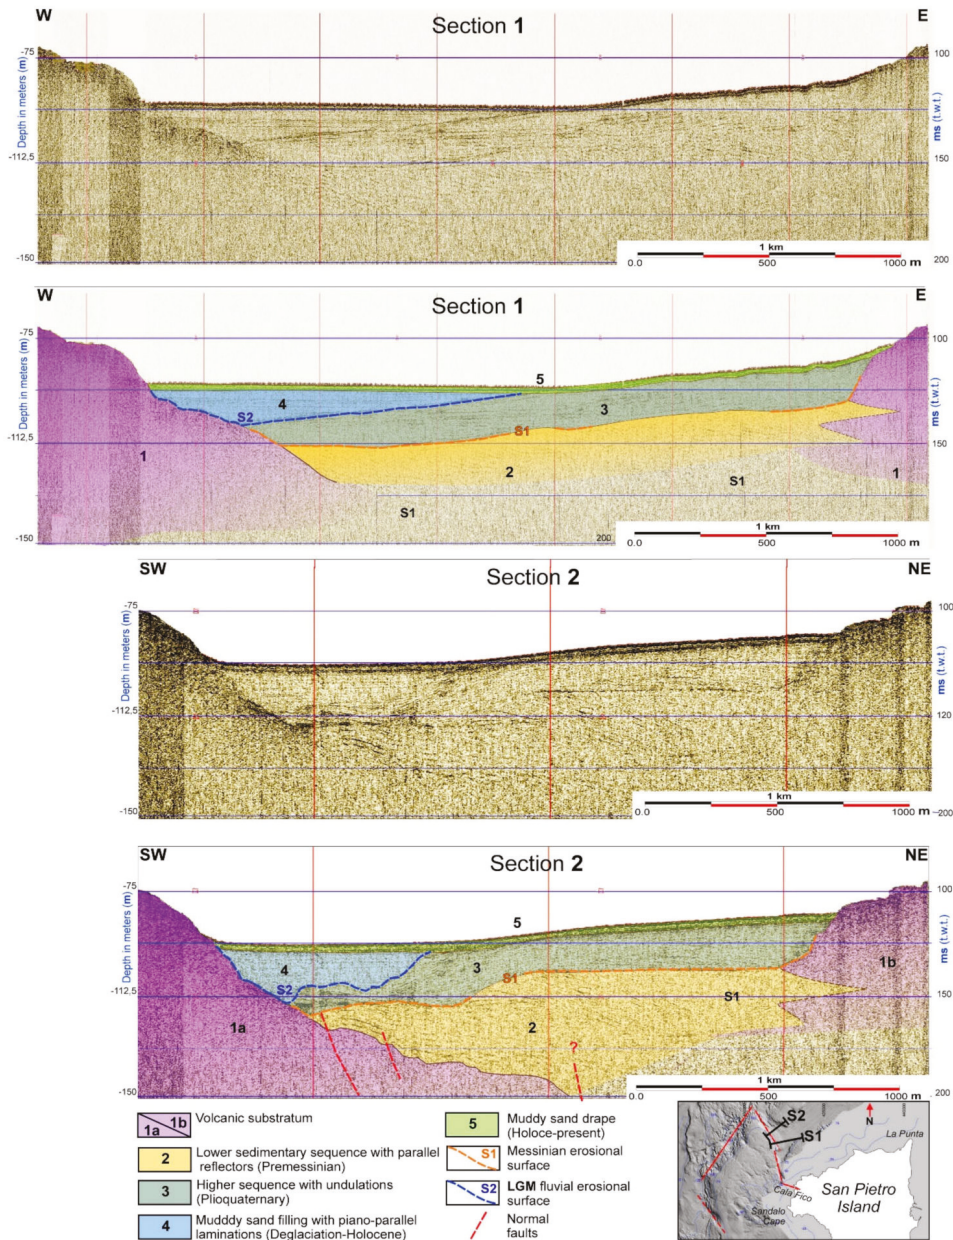 W
Section 1
E
-75
100
Depth in meters (m)
ms (t.w.t.)
-112.5
150
1 km
-150
0.0
500
1000 m
200
W
Section 1
E
-75
100
Depth in meters (m)
ms (t.w.t.)
5
4
3
S2
S1
-112.5
150
1
2
1
S1
S1
1 km
-150
200
0.0
500
1000 m
SW
Section 2
NE
-75
100
Depth in meters (m)
ms (t.w.t.)
-112.5
120
1 km
-150
0.0
500
1000 m
200
SW
Section 2
NE
-75
100
Depth in meters (m)
ms (t.w.t.)
5
4
3
1b
S1
S2
S1
-112.5
150
1a
2
?
1 km
-150
0.0
500
1000 m
200
1a 1b Volcanic substratum
2 Lower sedimentary sequence with parallel
reflectors (Premessinian)
3 Higher sequence with undulations
(Plioquaternary)
4 Mudddy sand filling with piano-parallel
laminations (Deglaciation-Holocene)
5 Muddy sand drape
(Holoce-present)
S1 Messinian erosional
surface
S2 LGM fluvial erosional
surface
Normal
faults
S2
S1
N
La Punta
Cala Fico
San Pietro
Island
Sandalo
Cape